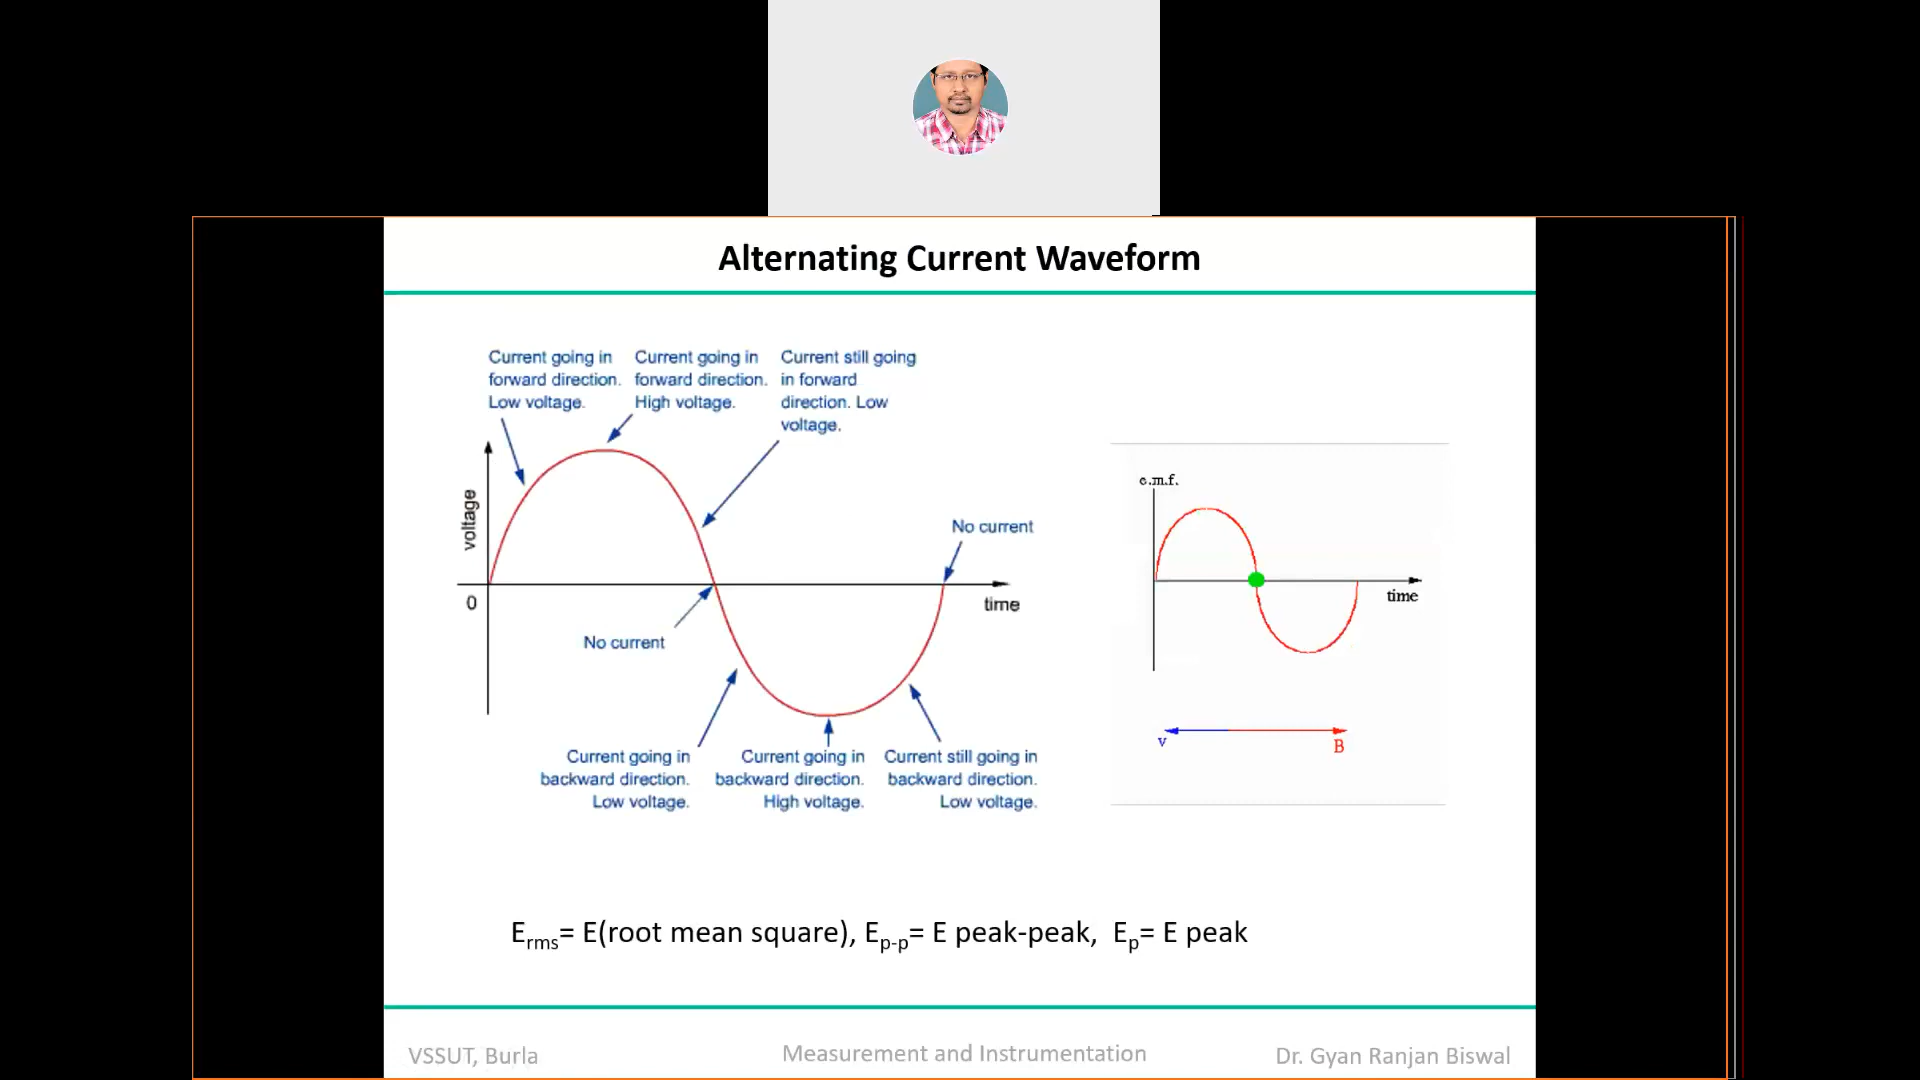 Alternating Current Waveform
Current going in
forward direction.
Low voltage.
Current going in
forward direction.
High voltage.
Current still going
in forward
direction. Low
voltage.
voltage
No current
0
time
No current
Current going in
backward direction.
Low voltage.
Current going in
backward direction.
High voltage.
Current still going in
backward direction.
Low voltage.
e.m.f.
time
v
B
Erms= E(root mean square), Ep-p= E peak-peak, Ep= E peak
VSSUT, Burla
Measurement and Instrumentation
Dr. Gyan Ranjan Biswal